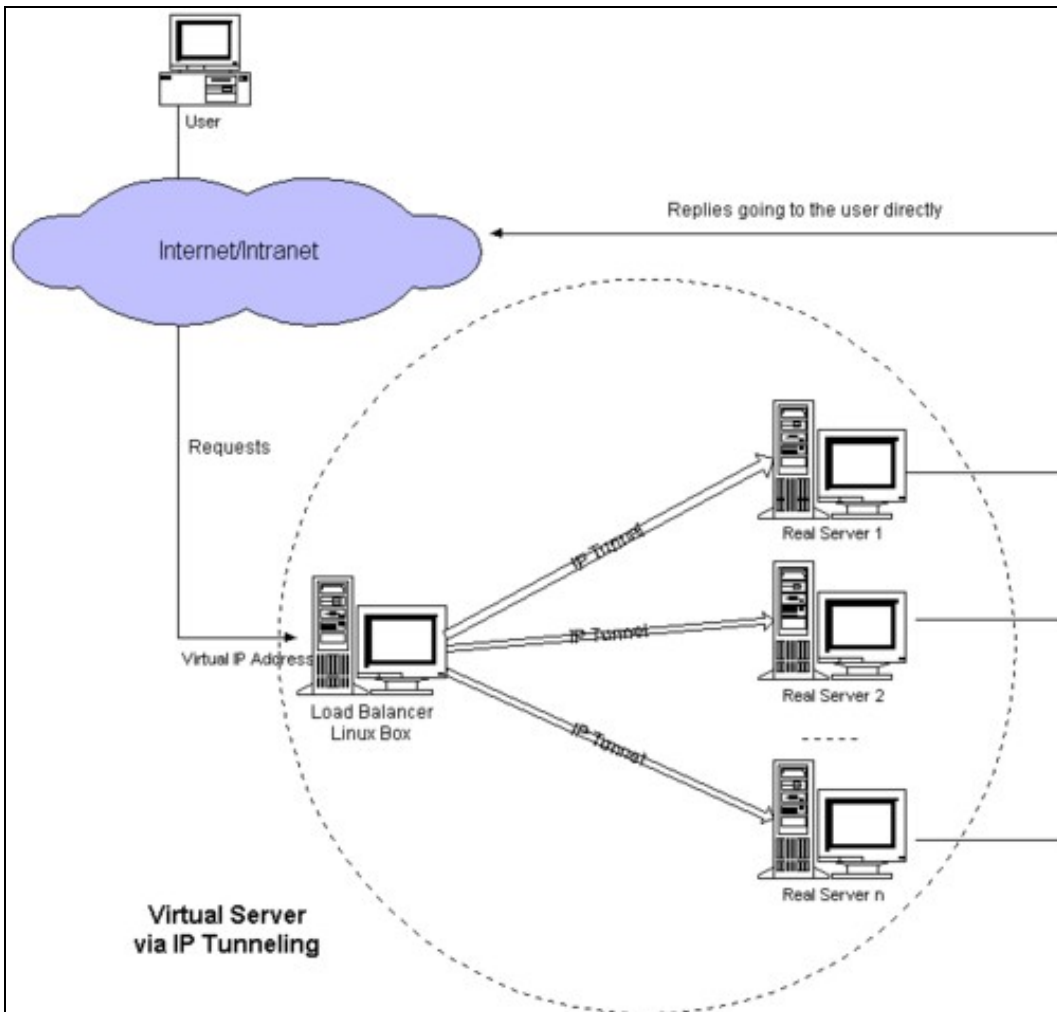 User
Replies going to the user directly
Internet/Intranet
Requests
IP Tunnel
Real Server 1
IP Tunnel
Virtual IP Address
Real Server 2
Load Balancer
Linux Box
IP Tunnel
Real Server n
Virtual Server
via IP Tunneling